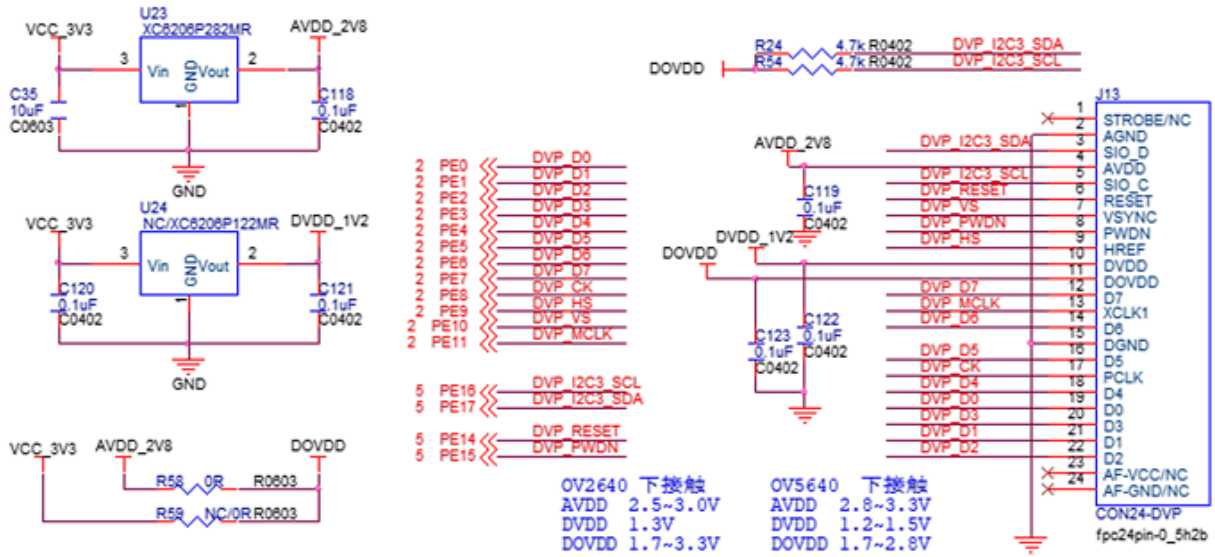 U23
XC6206P282MR
VCC_3V3
AVDD_2V8
3
Vin
GND
Vout
2
1
C35
10uF
C0603
C118
0.1uF
C0402
GND
U24
NC/XC6206P122MR
VCC_3V3
DVDD_1V2
3
Vin
GND
Vout
2
1
C120
0.1uF
C0402
C121
0.1uF
C0402
GND
VCC_3V3
AVDD_2V8
DOVDD
R58 0R R0603
R59 NC/0R R0603
2 PE0 DVP_D0
2 PE1 DVP_D1
2 PE2 DVP_D2
2 PE3 DVP_D3
2 PE4 DVP_D4
2 PE5 DVP_D5
2 PE6 DVP_D6
2 PE7 DVP_D7
2 PE8 DVP_CK
2 PE9 DVP_HS
2 PE10 DVP_VS
2 PE11 DVP_MCLK
5 PE16 DVP_I2C3_SCL
5 PE17 DVP_I2C3_SDA
5 PE14 DVP_RESET
5 PE15 DVP_PWDN
DOVDD
R24 4.7k R0402 DVP_I2C3_SDA
R54 4.7k R0402 DVP_I2C3_SCL
AVDD_2V8
C119
0.1uF
C0402
DVDD_1V2
DOVDD
C123
0.1uF
C0402
C122
0.1uF
C0402
J13
1 STROBE/NC
2 AGND
DVP_I2C3_SDA 3 SIO_D
4 AVDD
DVP_I2C3_SCL 5 SIO_C
DVP_RESET 6 RESET
DVP_VS 7 VSYNC
DVP_PWDN 8 PWDN
DVP_HS 9 HREF
10 DVDD
11 DOVDD
DVP_D7 12 D7
DVP_MCLK 13 XCLK1
DVP_D6 14 D6
15 DGND
DVP_D5 16 D5
DVP_CK 17 PCLK
DVP_D4 18 D4
DVP_D0 19 D0
DVP_D3 20 D3
DVP_D1 21 D1
DVP_D2 22 D2
23 AF-VCC/NC
24 AF-GND/NC
CON24-DVP
fpc24pin-0_5h2b
OV2640 下接触
AVDD 2.5~3.0V
DVDD 1.3V
DOVDD 1.7~3.3V
OV5640 下接触
AVDD 2.8~3.3V
DVDD 1.2~1.5V
DOVDD 1.7~2.8V